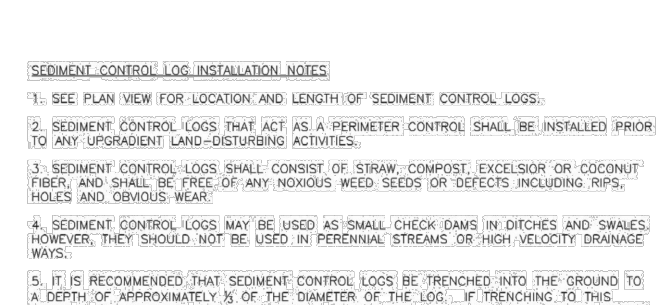 SEDIMENT CONTROL LOG INSTALLATION NOTES
1. SEE PLAN VIEW FOR LOCATION AND LENGTH OF SEDIMENT CONTROL LOGS.
2. SEDIMENT CONTROL LOGS THAT ACT AS A PERIMETER CONTROL SHALL BE INSTALLED PRIOR
TO ANY UPGRADIENT LAND-DISTURBING ACTIVITIES.
3. SEDIMENT CONTROL LOGS SHALL CONSIST OF STRAW, COMPOST, EXCELSIOR OR COCONUT
FIBER, AND SHALL BE FREE OF ANY NOXIOUS WEED SEEDS OR DEFECTS INCLUDING RIPS,
HOLES AND OBVIOUS WEAR.
4. SEDIMENT CONTROL LOGS MAY BE USED AS SMALL CHECK DAMS IN DITCHES AND SWALES.
HOWEVER, THEY SHOULD NOT BE USED IN PERENNIAL STREAMS OR HIGH VELOCITY DRAINAGE
WAYS.
5. IT IS RECOMMENDED THAT SEDIMENT CONTROL LOGS BE TRENCHED INTO THE GROUND TO
A DEPTH OF APPROXIMATELY ⅓ OF THE DIAMETER OF THE LOG. IF TRENCHING TO THIS